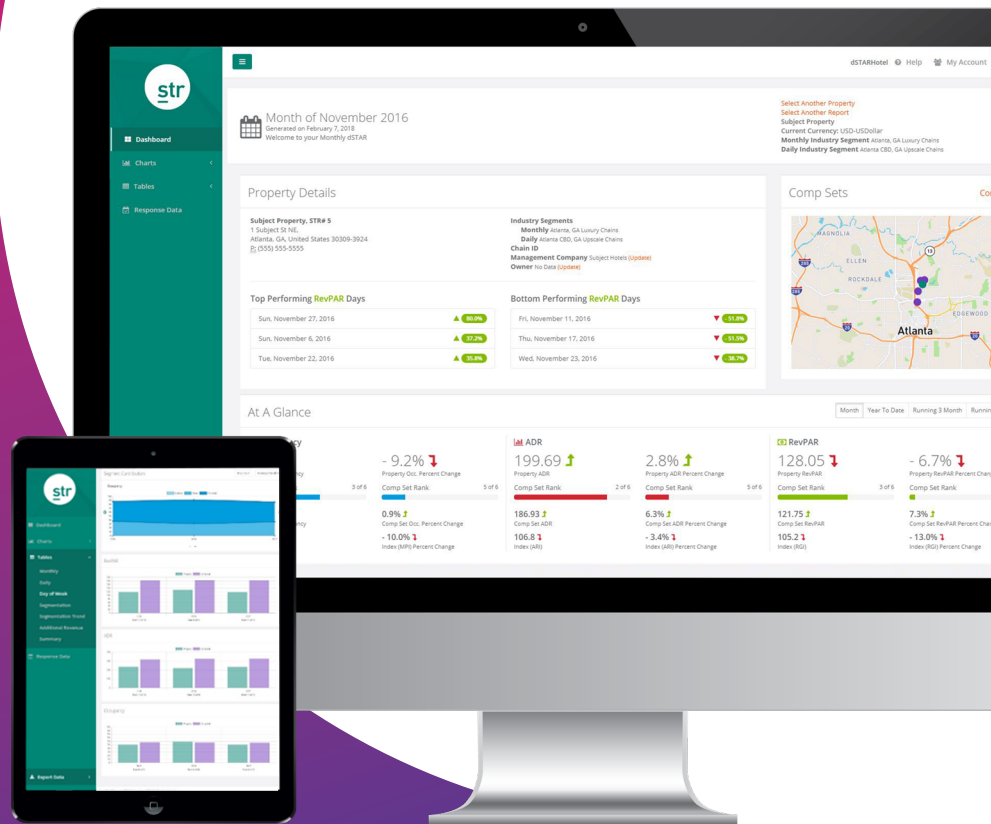 str
Dashboard
Charts
Tables
Response Data
dSTARHotel Help My Account
Month of November 2016
Generated on February 7, 2018
Welcome to your Monthly dSTAR
Select Another Property
Select Another Report
Subject Property
Current Currency: USD-USDollar
Monthly Industry Segment Atlanta, GA Luxury Chains
Daily Industry Segment Atlanta CBD, GA Upscale Chains
Property Details
Subject Property, STR# 5
1 Subject St NE,
Atlanta, GA, United States 30309-3924
P: (555) 555-5555
Industry Segments
Monthly Atlanta, GA Luxury Chains
Daily Atlanta CBD, GA Upscale Chains
Chain ID
Management Company Subject Hotels (Update)
Owner No Data (Update)
Top Performing RevPAR Days
Sun, November 27, 2016 60.0%
Sun, November 6, 2016 37.2%
Tue, November 22, 2016 35.8%
Bottom Performing RevPAR Days
Fri, November 11, 2016 - 51.8%
Thu, November 17, 2016 - 51.5%
Wed, November 23, 2016 - 38.7%
Comp Sets
MAGNOLIA
ELLEN
ROCKDALE
13
EDGEWOOD
Atlanta
At A Glance
Month Year To Date Running 3 Month
- 9.2%
Property Occ. Percent Change
3 of 6
Comp Set Rank 5 of 6
0.9%
Comp Set Occ. Percent Change
- 10.0%
Index (MPI) Percent Change
ADR
199.69
Property ADR
Comp Set Rank 2 of 6
186.93
Comp Set ADR
106.8
Index (ARI)
2.8%
Property ADR Percent Change
Comp Set Rank 5 of 6
6.3%
Comp Set ADR Percent Change
- 3.4%
Index (ARI) Percent Change
RevPAR
128.05
Property RevPAR
Comp Set Rank 3 of 6
121.75
Comp Set RevPAR
105.2
Index (RGI)
- 6.7%
Property RevPAR Percent
Comp Set Rank
7.3%
Comp Set RevPAR Percent
- 13.0%
Index (RGI) Percent Change
str
Dashboard
Charts
Tables
Monthly
Daily
Day of Week
Segmentation
Segmentation Trend
Additional Revenue
Summary
Response Data
Report Data
Occupancy
RevPAR
ADR
Occupancy